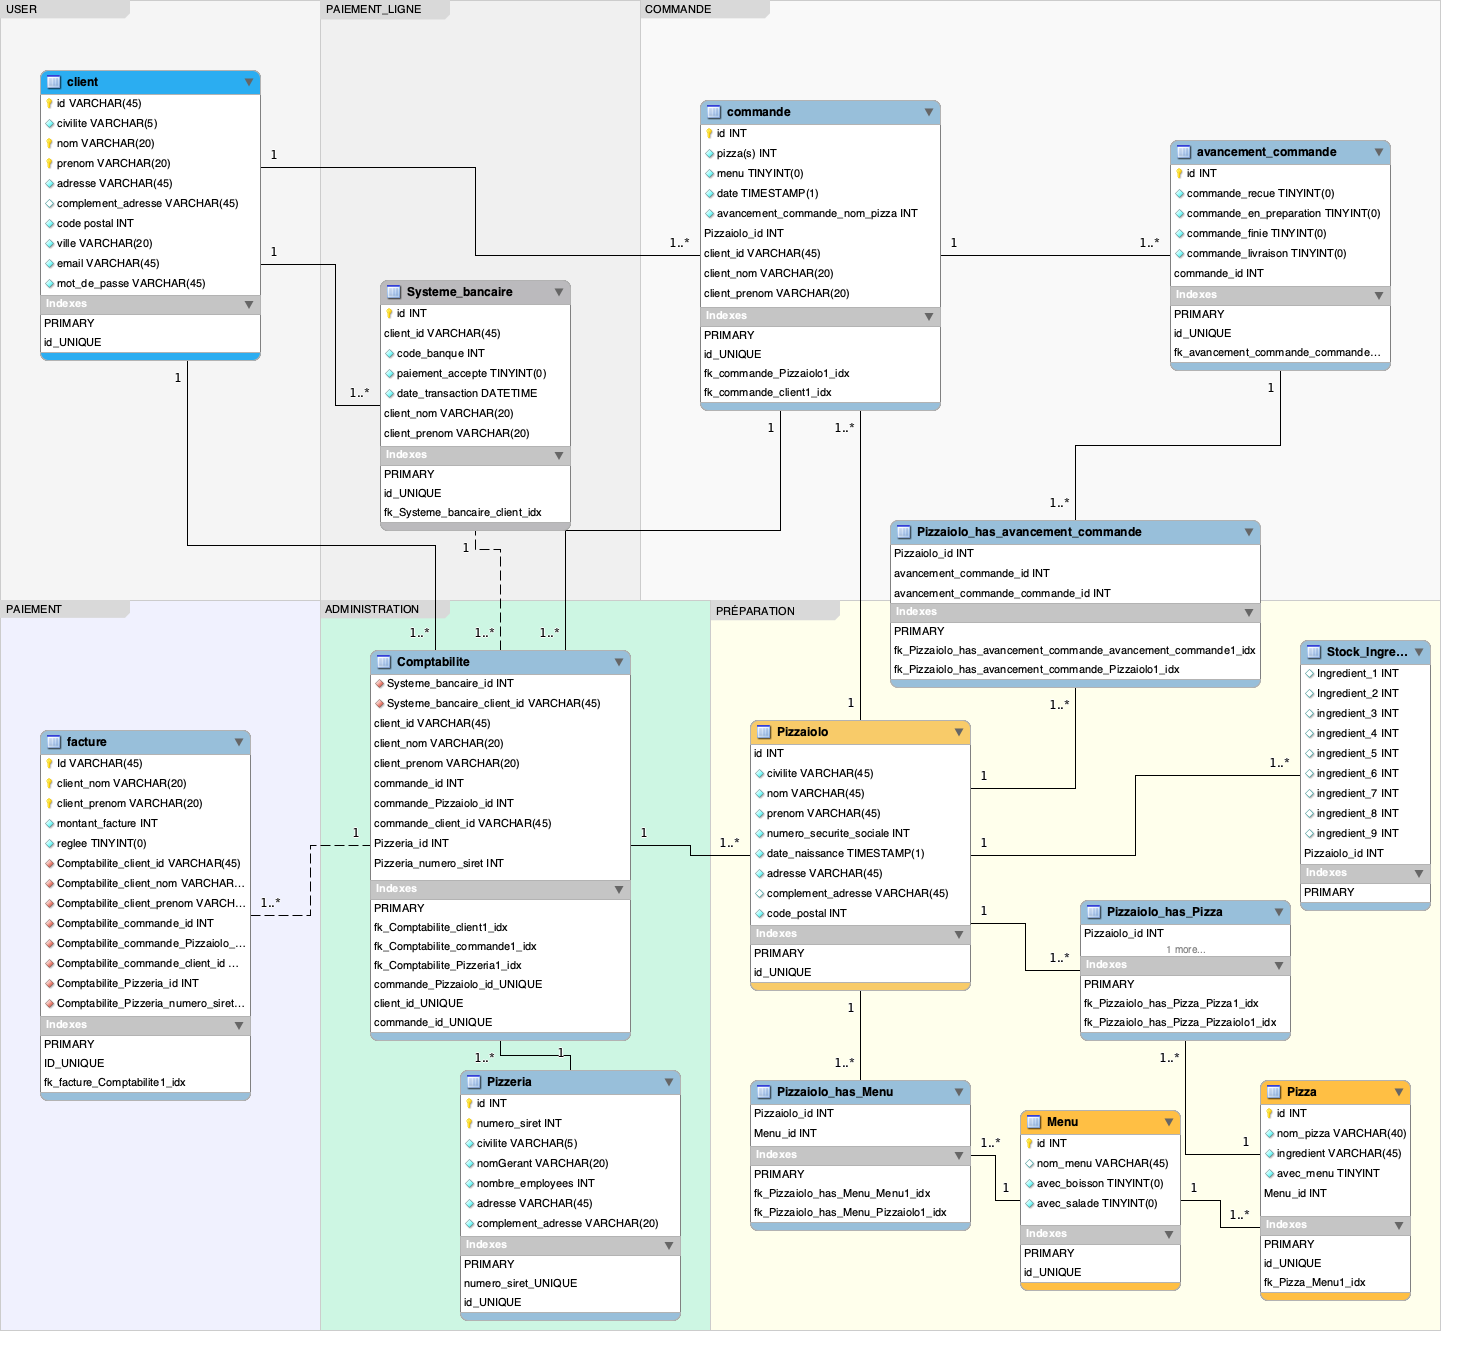 USER
PAIEMENT_LIGNE
COMMANDE
client
id VARCHAR(45)
civilite VARCHAR(5)
nom VARCHAR(20)
prenom VARCHAR(20)
adresse VARCHAR(45)
complement_adresse VARCHAR(45)
code postal INT
ville VARCHAR(20)
email VARCHAR(45)
mot_de_passe VARCHAR(45)
Indexes
PRIMARY
id_UNIQUE
1
1
1
Systeme_bancaire
id INT
client_id VARCHAR(45)
code_banque INT
paiement_accepte TINYINT(0)
date_transaction DATETIME
client_nom VARCHAR(20)
client_prenom VARCHAR(20)
Indexes
PRIMARY
id_UNIQUE
fk_Systeme_bancaire_client_idx
1..*
1
1..*
commande
id INT
pizza(s) INT
menu TINYINT(0)
date TIMESTAMP(1)
avancement_commande_nom_pizza INT
Pizzaiolo_id INT
client_id VARCHAR(45)
client_nom VARCHAR(20)
client_prenom VARCHAR(20)
Indexes
PRIMARY
id_UNIQUE
fk_commande_Pizzaiolo1_idx
fk_commande_client1_idx
1
1..*
1
1..*
avancement_commande
id INT
commande_recue TINYINT(0)
commande_en_preparation TINYINT(0)
commande_finie TINYINT(0)
commande_livraison TINYINT(0)
commande_id INT
Indexes
PRIMARY
id_UNIQUE
fk_avancement_commande_commande...
1
1..*
Pizzaiolo_has_avancement_commande
Pizzaiolo_id INT
avancement_commande_id INT
avancement_commande_commande_id INT
Indexes
PRIMARY
fk_Pizzaiolo_has_avancement_commande_avancement_commande1_idx
fk_Pizzaiolo_has_avancement_commande_Pizzaiolo1_idx
1..*
PAIEMENT
ADMINISTRATION
PRÉPARATION
facture
Id VARCHAR(45)
client_nom VARCHAR(20)
client_prenom VARCHAR(20)
montant_facture INT
reglee TINYINT(0)
Comptabilite_client_id VARCHAR(45)
Comptabilite_client_nom VARCHAR...
Comptabilite_client_prenom VARCH...
Comptabilite_commande_id INT
Comptabilite_commande_Pizzaiolo_...
Comptabilite_commande_client_id ...
Comptabilite_Pizzeria_id INT
Comptabilite_Pizzeria_numero_siret...
Indexes
PRIMARY
ID_UNIQUE
fk_facture_Comptabilite1_idx
1..*
1
1..*
1..*
1..*
Comptabilite
Systeme_bancaire_id INT
Systeme_bancaire_client_id VARCHAR(45)
client_id VARCHAR(45)
client_nom VARCHAR(20)
client_prenom VARCHAR(20)
commande_id INT
commande_Pizzaiolo_id INT
commande_client_id VARCHAR(45)
Pizzeria_id INT
Pizzeria_numero_siret INT
Indexes
PRIMARY
fk_Comptabilite_client1_idx
fk_Comptabilite_commande1_idx
fk_Comptabilite_Pizzeria1_idx
commande_Pizzaiolo_id_UNIQUE
client_id_UNIQUE
commande_id_UNIQUE
1
1..*
1..*
1
Pizzeria
id INT
numero_siret INT
civilite VARCHAR(5)
nomGerant VARCHAR(20)
nombre_employees INT
adresse VARCHAR(45)
complement_adresse VARCHAR(20)
Indexes
PRIMARY
numero_siret_UNIQUE
id_UNIQUE
1
Pizzaiolo
id INT
civilite VARCHAR(45)
nom VARCHAR(45)
prenom VARCHAR(45)
numero_securite_sociale INT
date_naissance TIMESTAMP(1)
adresse VARCHAR(45)
complement_adresse VARCHAR(45)
code_postal INT
Indexes
PRIMARY
id_UNIQUE
1
1
1
1
1..*
Stock_Ingre...
Ingredient_1 INT
Ingredient_2 INT
ingredient_3 INT
ingredient_4 INT
ingredient_5 INT
ingredient_6 INT
ingredient_7 INT
ingredient_8 INT
ingredient_9 INT
Pizzaiolo_id INT
Indexes
PRIMARY
1..*
Pizzaiolo_has_Pizza
Pizzaiolo_id INT
1 more...
Indexes
PRIMARY
fk_Pizzaiolo_has_Pizza_Pizza1_idx
fk_Pizzaiolo_has_Pizza_Pizzaiolo1_idx
1..*
1..*
Pizzaiolo_has_Menu
Pizzaiolo_id INT
Menu_id INT
Indexes
PRIMARY
fk_Pizzaiolo_has_Menu_Menu1_idx
fk_Pizzaiolo_has_Menu_Pizzaiolo1_idx
1..*
1
Menu
id INT
nom_menu VARCHAR(45)
avec_boisson TINYINT(0)
avec_salade TINYINT(0)
Indexes
PRIMARY
id_UNIQUE
1
1..*
1
Pizza
id INT
nom_pizza VARCHAR(40)
ingredient VARCHAR(45)
avec_menu TINYINT
Menu_id INT
Indexes
PRIMARY
id_UNIQUE
fk_Pizza_Menu1_idx